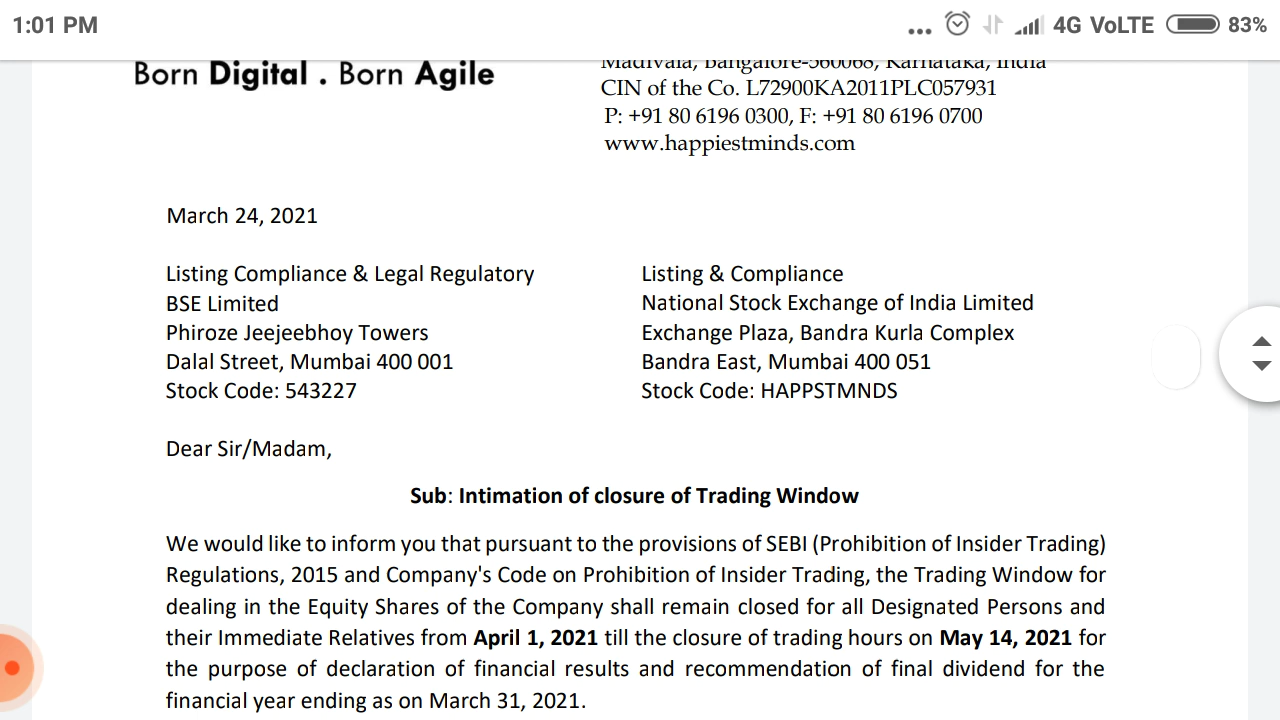 1:01 PM
4G VoLTE 83%
Born Digital . Born Agile
Madivala, Bangalore-560068, Karnataka, India
CIN of the Co. L72900KA2011PLC057931
P: +91 80 6196 0300, F: +91 80 6196 0700
www.happiestminds.com
March 24, 2021
Listing Compliance & Legal Regulatory
BSE Limited
Phiroze Jeejeebhoy Towers
Dalal Street, Mumbai 400 001
Stock Code: 543227
Listing & Compliance
National Stock Exchange of India Limited
Exchange Plaza, Bandra Kurla Complex
Bandra East, Mumbai 400 051
Stock Code: HAPPSTMNDS
Dear Sir/Madam,
Sub: Intimation of closure of Trading Window
We would like to inform you that pursuant to the provisions of SEBI (Prohibition of Insider Trading)
Regulations, 2015 and Company's Code on Prohibition of Insider Trading, the Trading Window for
dealing in the Equity Shares of the Company shall remain closed for all Designated Persons and
their Immediate Relatives from April 1, 2021 till the closure of trading hours on May 14, 2021 for
the purpose of declaration of financial results and recommendation of final dividend for the
financial year ending as on March 31, 2021.